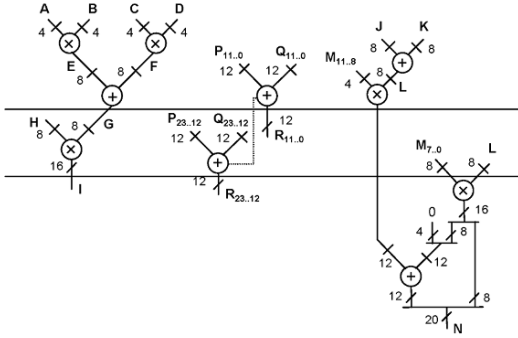 A B C D J K
4 4 4 4 8 8
P11..0 Q11..0 M11..8
E F 12 12 4 8 L
8 8
G 12
H 8 P23..12 Q23..12 R11..0
8 12 12 M7..0 L
16 8 8
I 12 R23..12
16
0
4 8
12 12
12 8
20 N